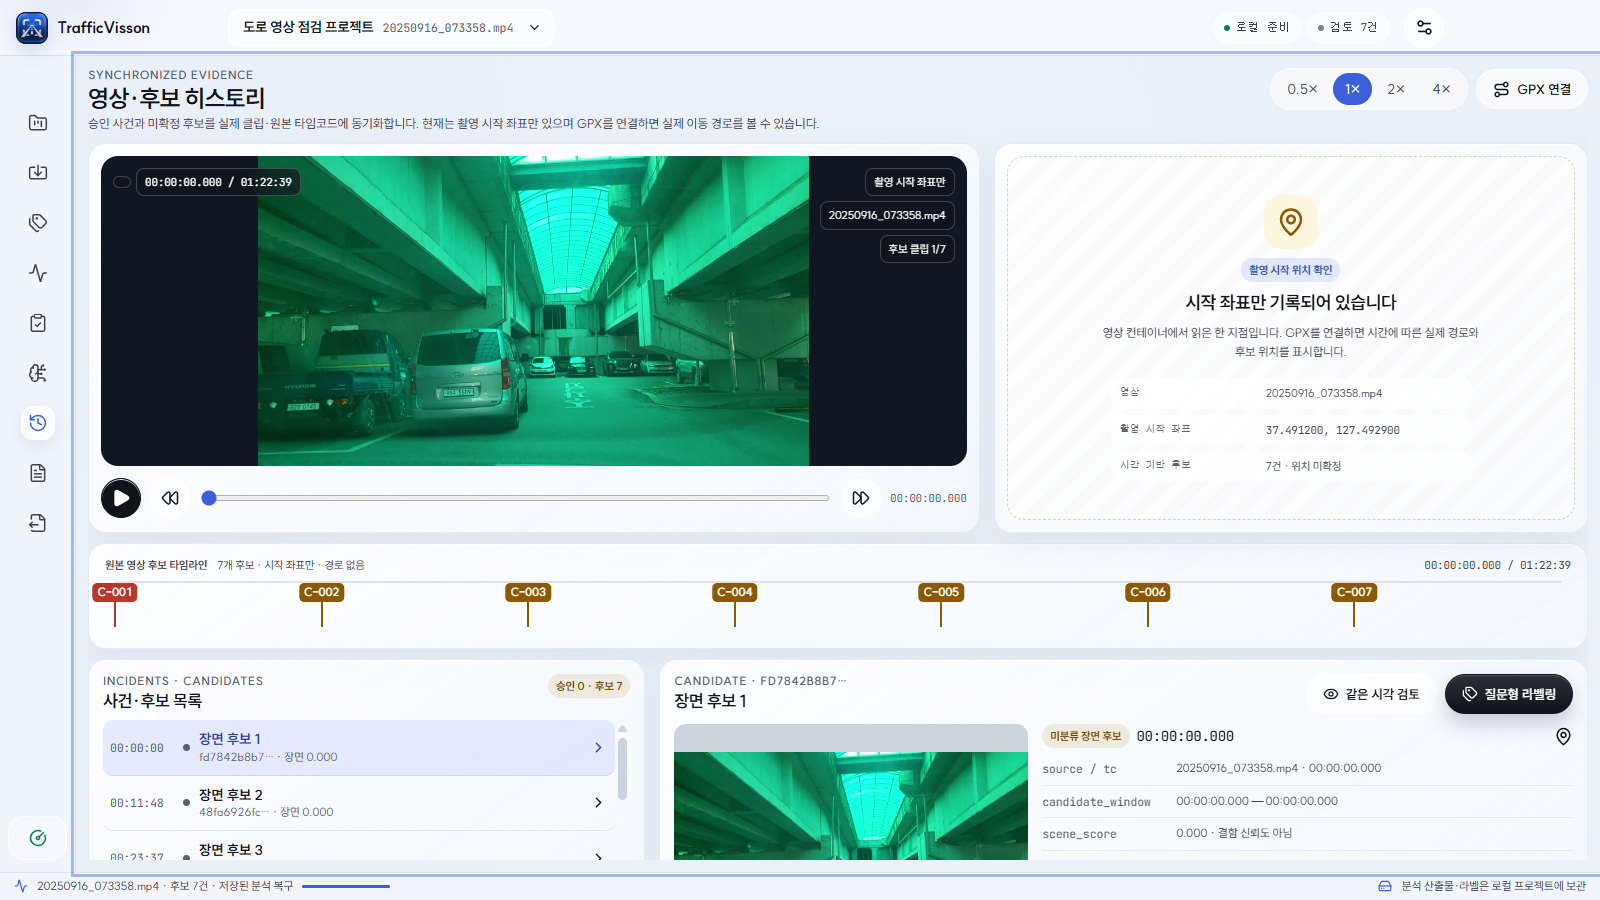 TrafficVisson
도로 영상 점검 프로젝트 20250916_073358.mp4
로컬 준비
검토 7건
SYNCHRONIZED EVIDENCE
영상·후보 히스토리
승인 사건과 미확정 후보를 실제 클립·원본 타임코드에 동기화합니다. 현재는 촬영 시작 좌표만 있으며 GPX를 연결하면 실제 이동 경로를 볼 수 있습니다.
0.5× 1× 2× 4×
GPX 연결
00:00:00.000 / 01:22:39
촬영 시작 좌표만
20250916_073358.mp4
후보 클립 1/7
00:00:00.000
촬영 시작 위치 확인
시작 좌표만 기록되어 있습니다
영상 컨테이너에서 읽은 한 지점입니다. GPX를 연결하면 시간에 따른 실제 경로와
후보 위치를 표시합니다.
영상 20250916_073358.mp4
촬영 시작 좌표 37.491200, 127.492900
시간 기반 후보 7건 · 위치 미확정
원본 영상 후보 타임라인 7개 후보 · 시작 좌표만 · 경로 없음
00:00:00.000 / 01:22:39
C-001 C-002 C-003 C-004 C-005 C-006 C-007
INCIDENTS · CANDIDATES
사건·후보 목록
승인 0 · 후보 7
00:00:00 장면 후보 1
fd7842b8b7··· · 장면 0.000
00:11:48 장면 후보 2
48fa6926fc··· · 장면 0.000
00:23:37 장면 후보 3
CANDIDATE · FD7842B8B7···
장면 후보 1
같은 시각 검토
질문형 라벨링
미분류 장면 후보 00:00:00.000
source / tc 20250916_073358.mp4 · 00:00:00.000
candidate_window 00:00:00.000 — 00:00:00.000
scene_score 0.000 · 결함 신뢰도 아님
20250916_073358.mp4 · 후보 7건 · 저장된 분석 복구
분석 산출물·라벨은 로컬 프로젝트에 보관